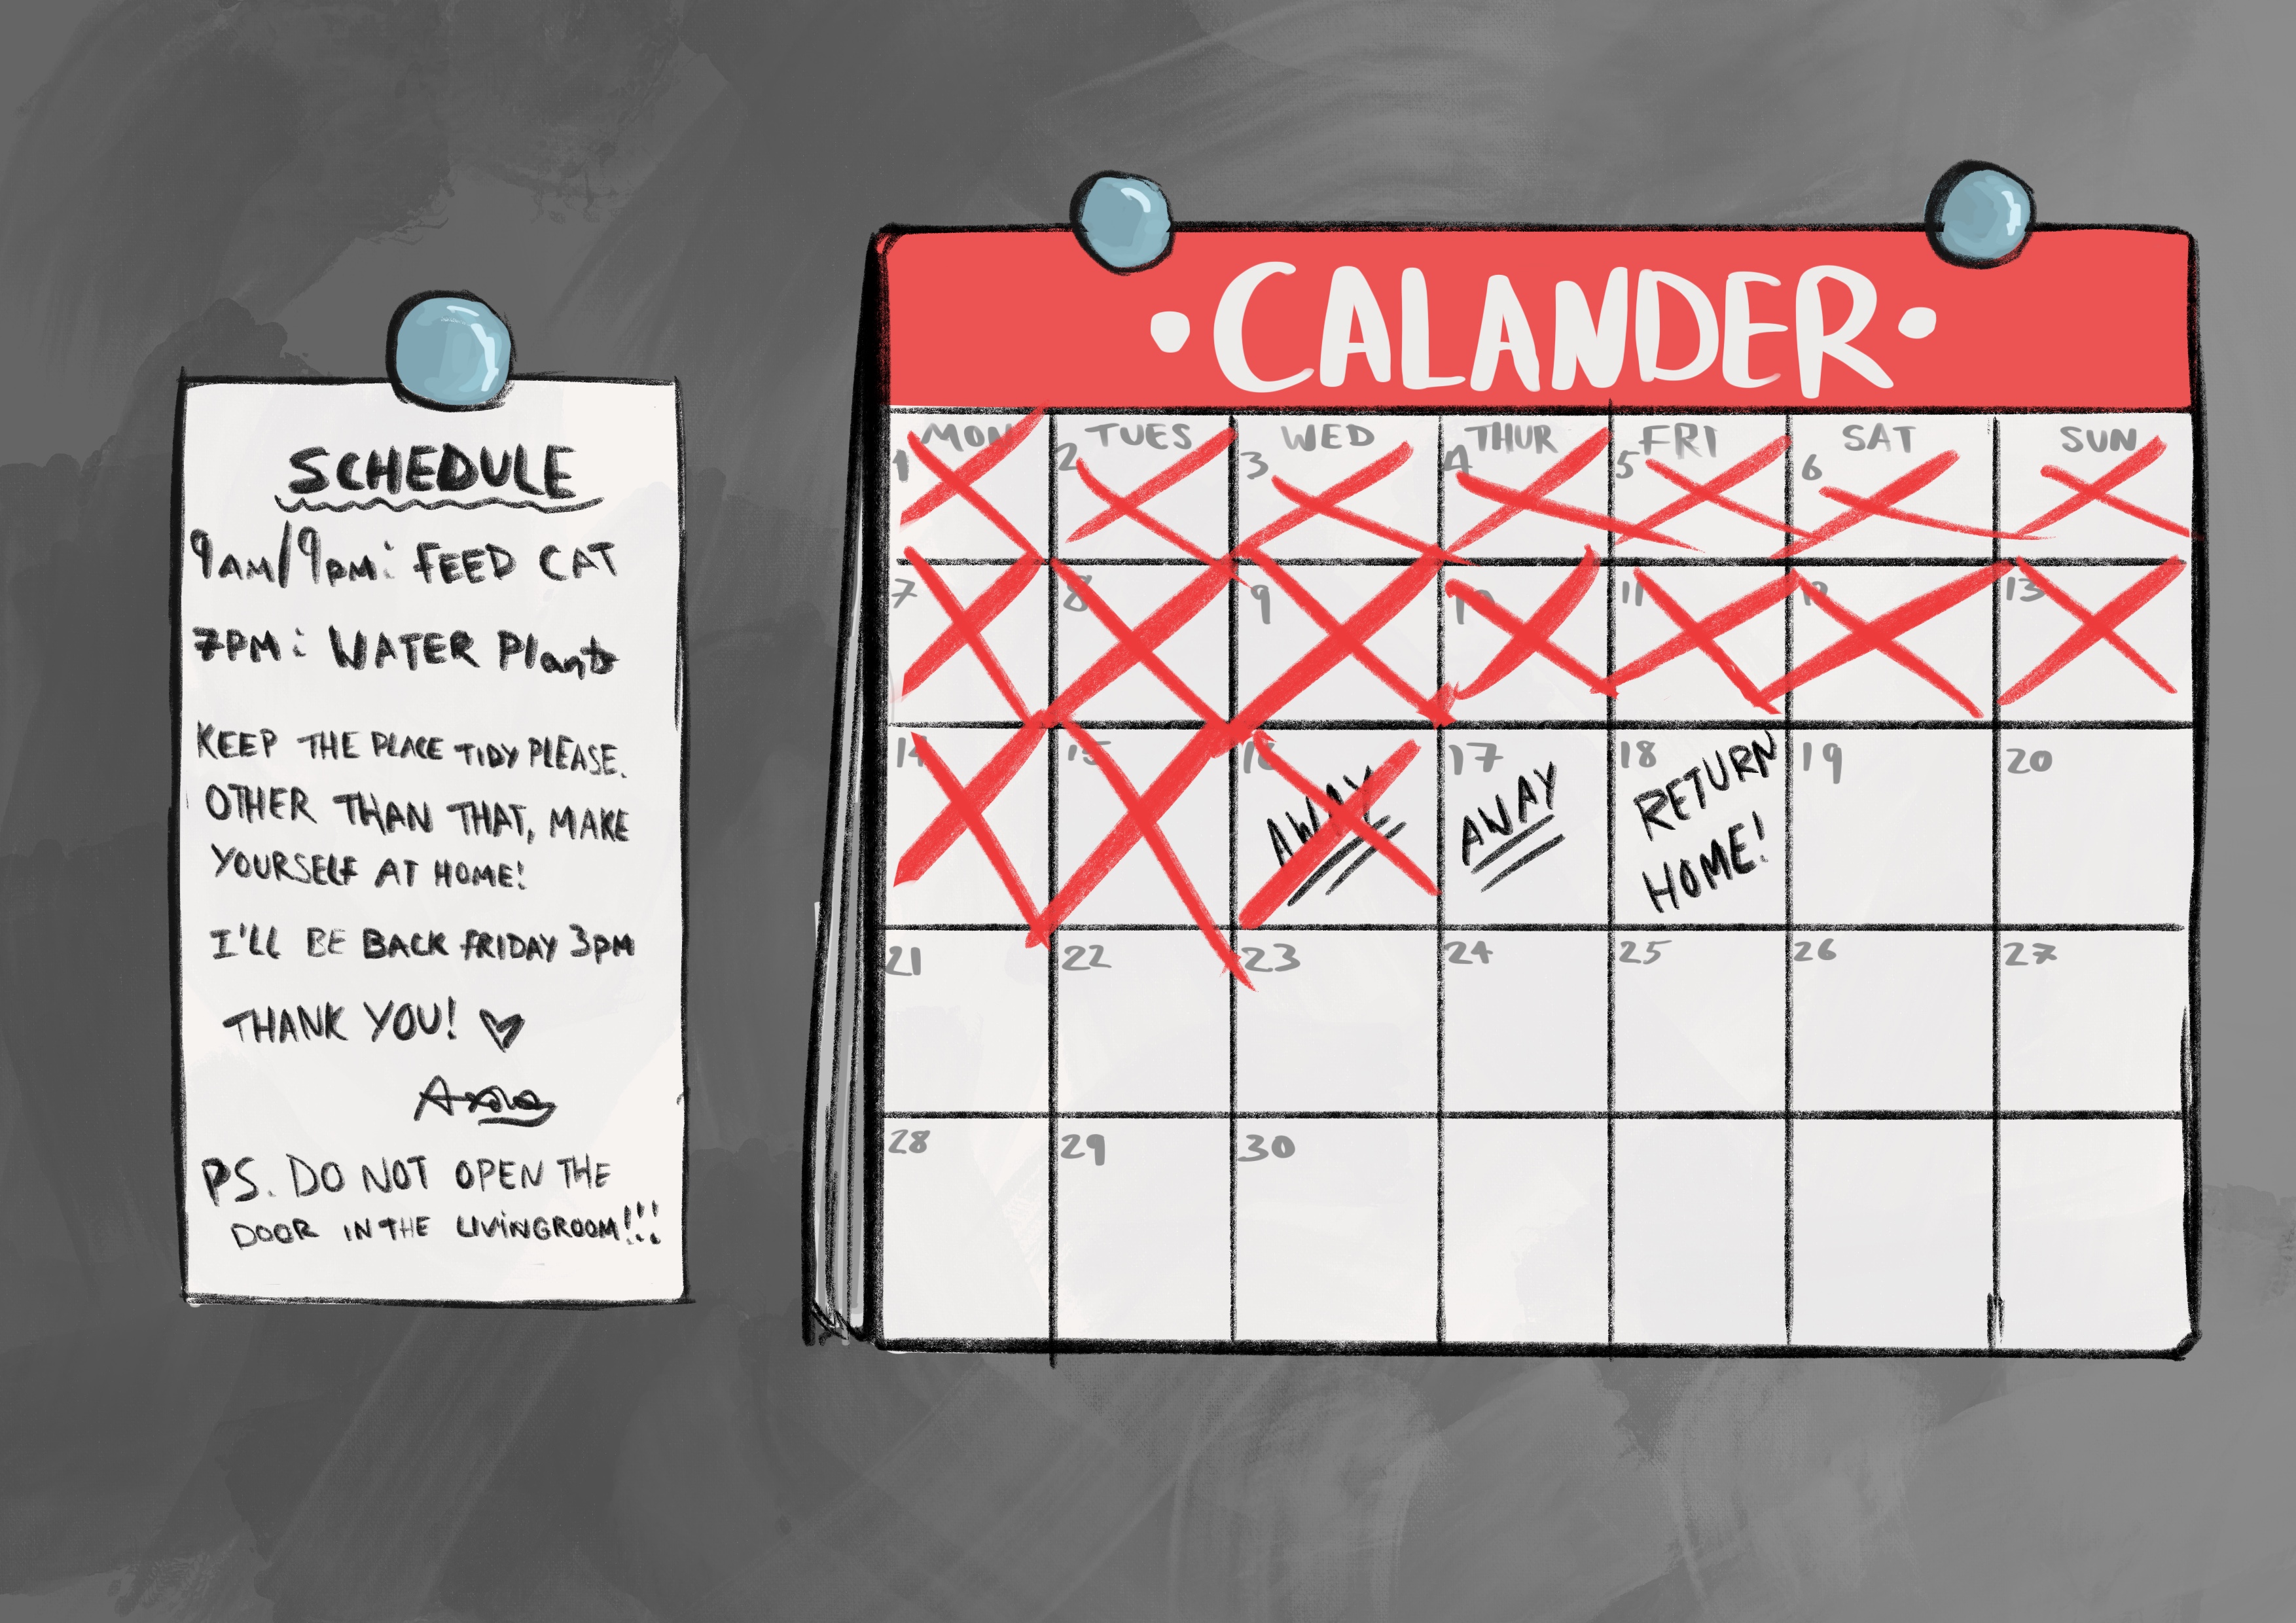 SCHEDULE
9AM/9PM: FEED CAT
7PM: WATER Plants
KEEP THE PLACE TIDY PLEASE.
OTHER THAN THAT, MAKE
YOURSELF AT HOME!
I'LL BE BACK FRIDAY 3PM
THANK YOU! ♥
PS. DO NOT OPEN THE
DOOR IN THE LIVINGROOM!!!
•CALANDER•
MON TUES WED THUR FRI SAT SUN
1 2 3 4 5 6
7 8 9 10 11 12 13
14 15 16 17 18 19 20
AWAY AWAY RETURN HOME!
21 22 23 24 25 26 27
28 29 30